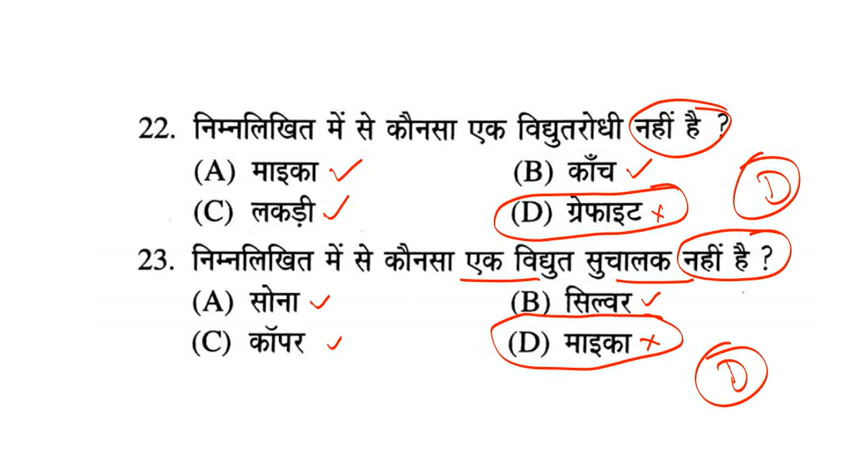 22. निम्नलिखित में से कौनसा एक विद्युतरोधी नहीं है ?
(A) माइका ✓ (B) काँच ✓
D
(C) लकड़ी ✓ (D) ग्रेफाइट ×
23. निम्नलिखित में से कौनसा एक विद्युत सुचालक नहीं है ?
(A) सोना ✓ (B) सिल्वर ✓
(C) कॉपर ✓ (D) माइका ×
D